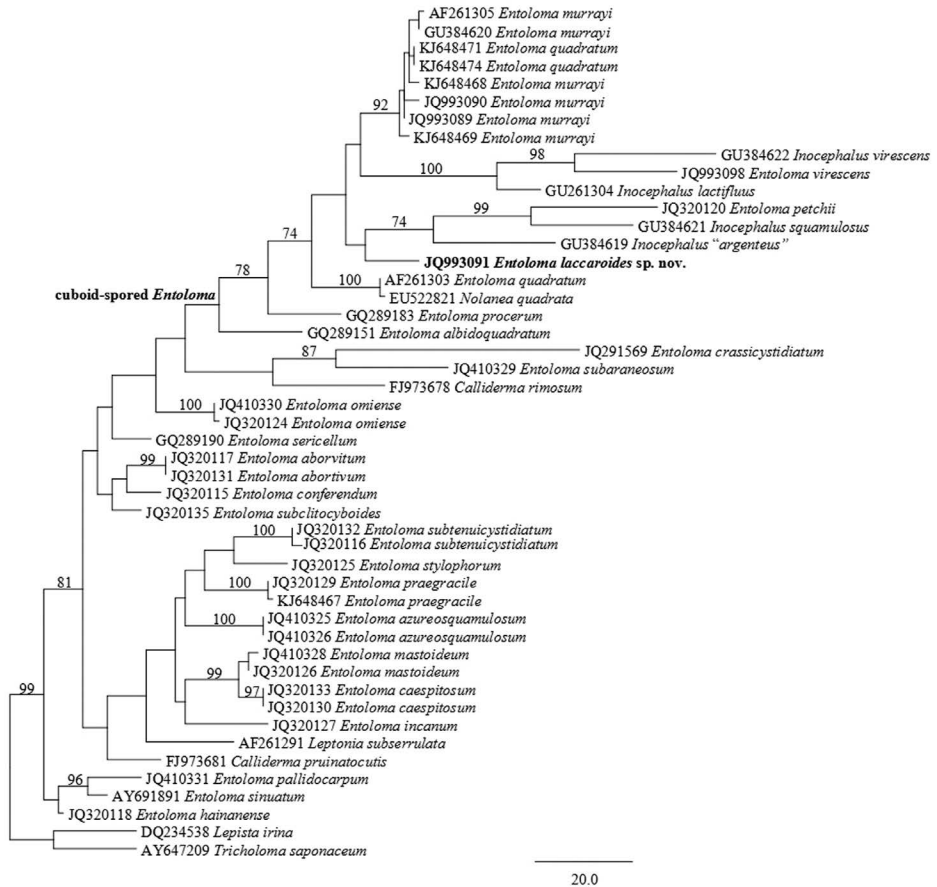 AF261305 Entoloma murrayi
GU384620 Entoloma murrayi
KJ648471 Entoloma quadratum
KJ648474 Entoloma quadratum
KJ648468 Entoloma murrayi
92
JQ993090 Entoloma murrayi
JQ993089 Entoloma murrayi
KJ648469 Entoloma murrayi
98
GU384622 Inocephalus virescens
100
JQ993098 Entoloma virescens
GU261304 Inocephalus lactifluus
99
JQ320120 Entoloma petchii
74
GU384621 Inocephalus squamulosus
74
GU384619 Inocephalus “argenteus”
JQ993091 Entoloma laccaroides sp. nov.
78
100
AF261303 Entoloma quadratum
cuboid-spored Entoloma
EU522821 Nolanea quadrata
GQ289183 Entoloma procerum
GQ289151 Entoloma albidoquadratum
87
JQ291569 Entoloma crassicystidiatum
JQ410329 Entoloma subaraneosum
FJ973678 Calliderma rimosum
100
JQ410330 Entoloma omiense
JQ320124 Entoloma omiense
GQ289190 Entoloma sericellum
99
JQ320117 Entoloma aborvitum
JQ320131 Entoloma abortivum
JQ320115 Entoloma conferendum
JQ320135 Entoloma subclitocyboides
100
JQ320132 Entoloma subtenuicystidiatum
JQ320116 Entoloma subtenuicystidiatum
JQ320125 Entoloma stylophorum
81
100
JQ320129 Entoloma praegracile
KJ648467 Entoloma praegracile
100
JQ410325 Entoloma azureosquamulosum
JQ410326 Entoloma azureosquamulosum
JQ410328 Entoloma mastoideum
99
JQ320126 Entoloma mastoideum
99
97
JQ320133 Entoloma caespitosum
JQ320130 Entoloma caespitosum
JQ320127 Entoloma incanum
AF261291 Leptonia subserrulata
FJ973681 Calliderma pruinatocutis
96
JQ410331 Entoloma pallidocarpum
AY691891 Entoloma sinuatum
JQ320118 Entoloma hainanense
DQ234538 Lepista irina
AY647209 Tricholoma saponaceum
20.0